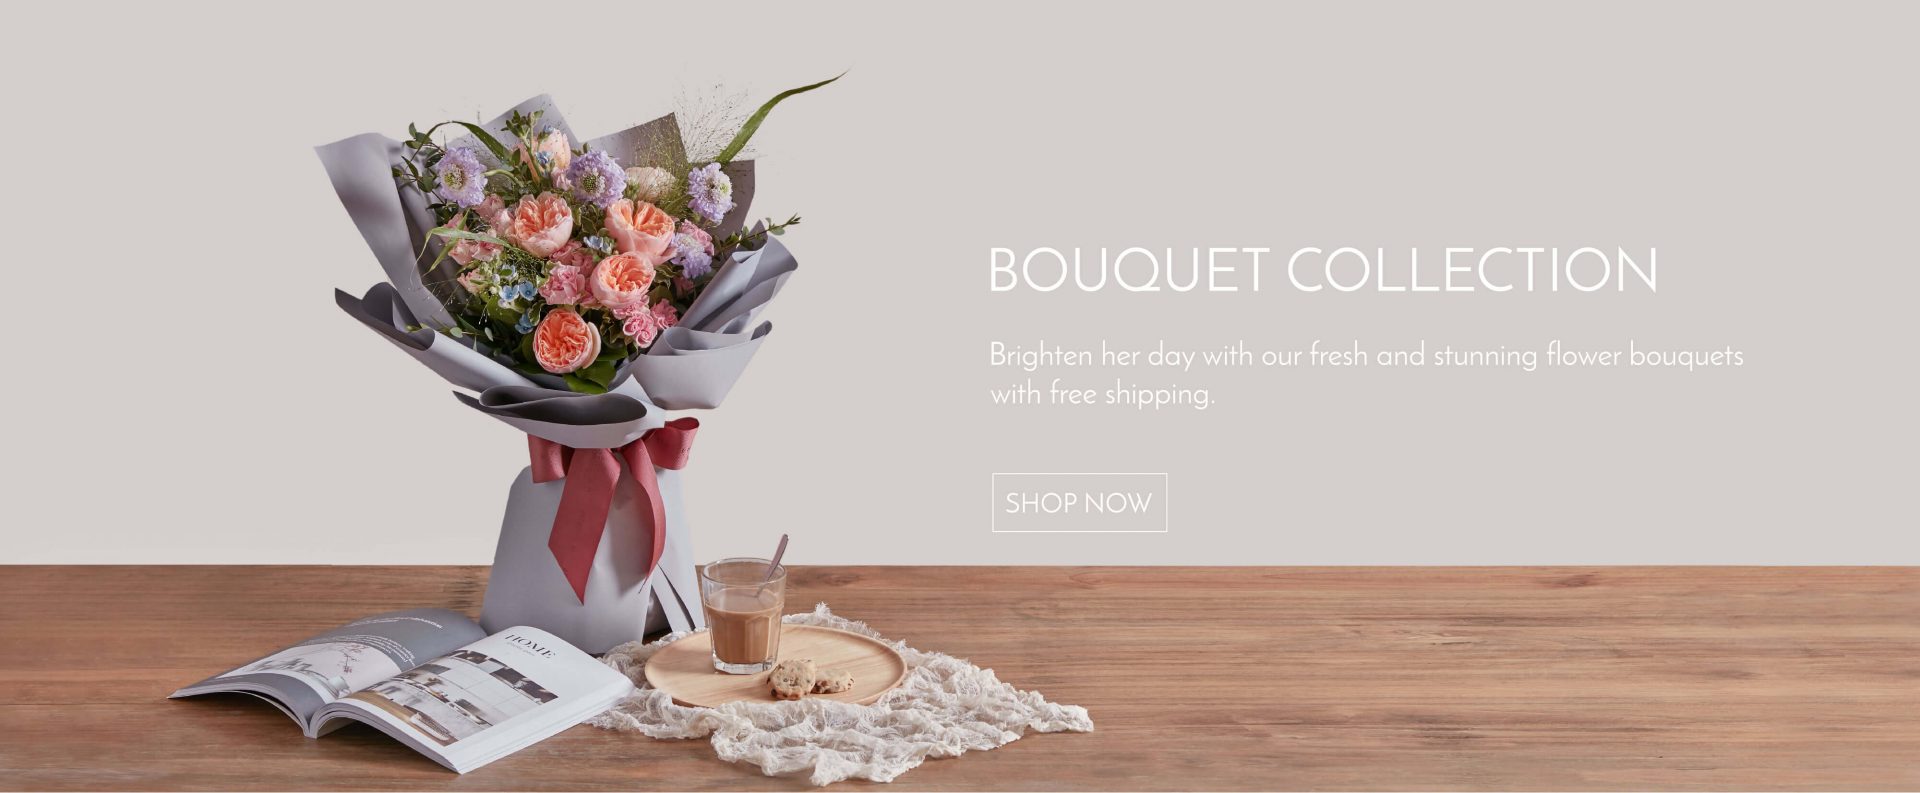 BOUQUET COLLECTION
Brighten her day with our fresh and stunning flower bouquets
with free shipping.
SHOP NOW
HOME